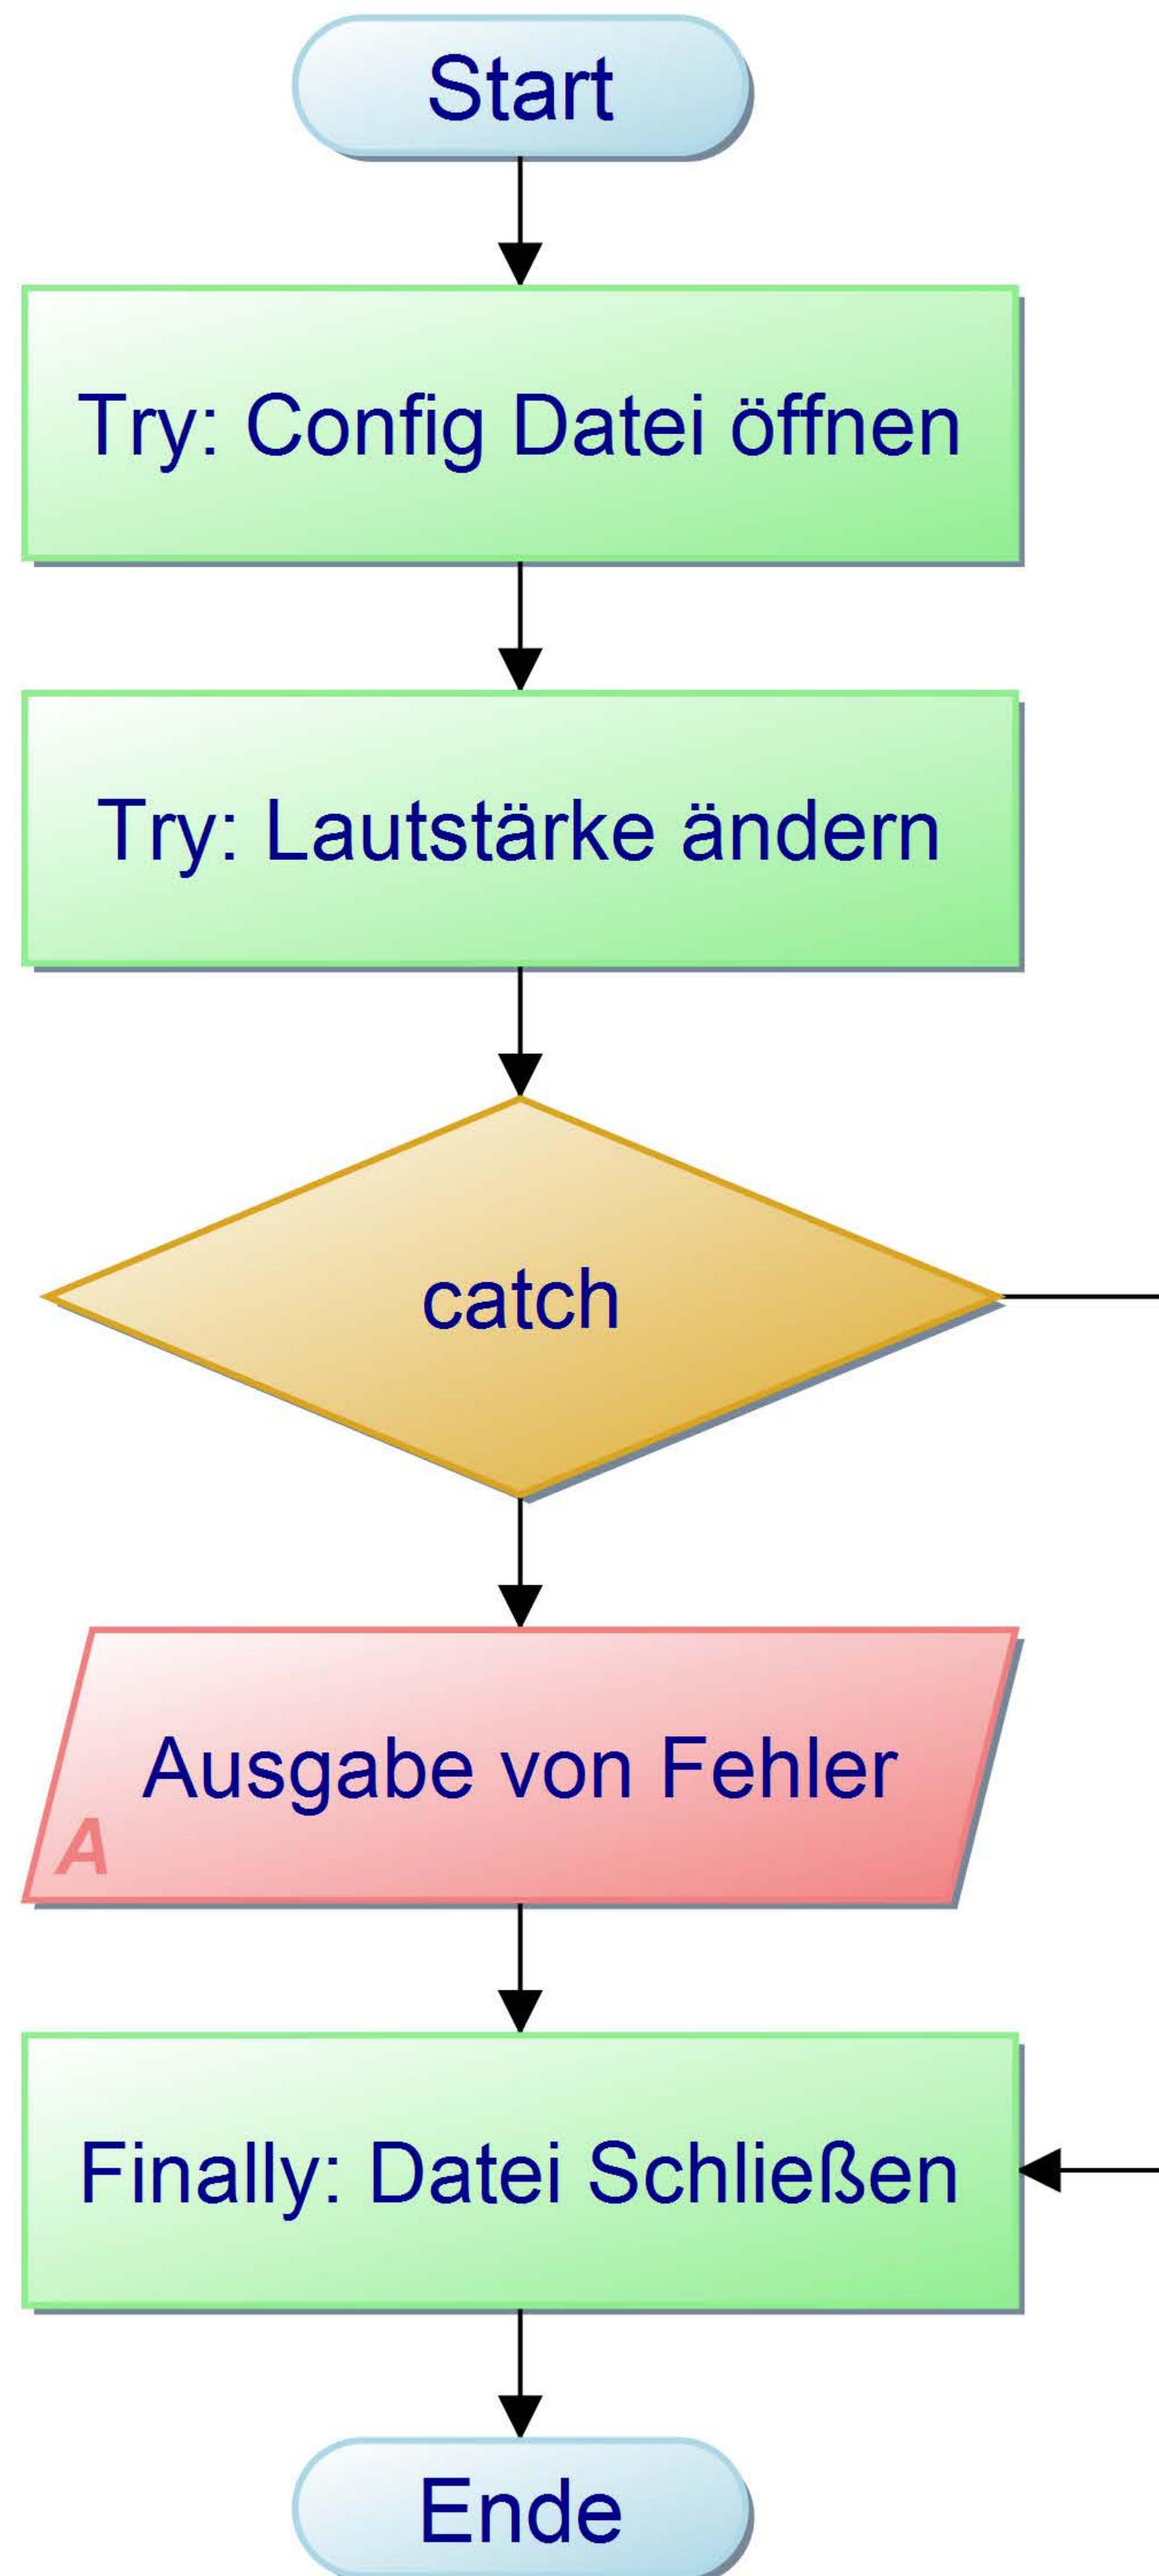 Start
Try: Config Datei öffnen
Try: Lautstärke ändern
catch
Ausgabe von Fehler
A
Finally: Datei Schließen
Ende